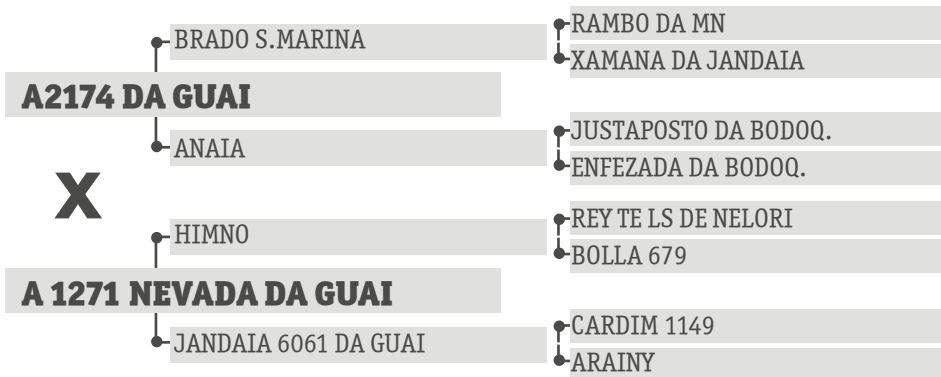 RAMBO DA MN
BRADO S.MARINA
XAMANA DA JANDAIA
A2174 DA GUAI
JUSTAPOSTO DA BODOQ.
ANAIA
ENFEZADA DA BODOQ.
X
REY TE LS DE NELORI
HIMNO
BOLLA 679
A 1271 NEVADA DA GUAI
CARDIM 1149
JANDAIA 6061 DA GUAI
ARAINY